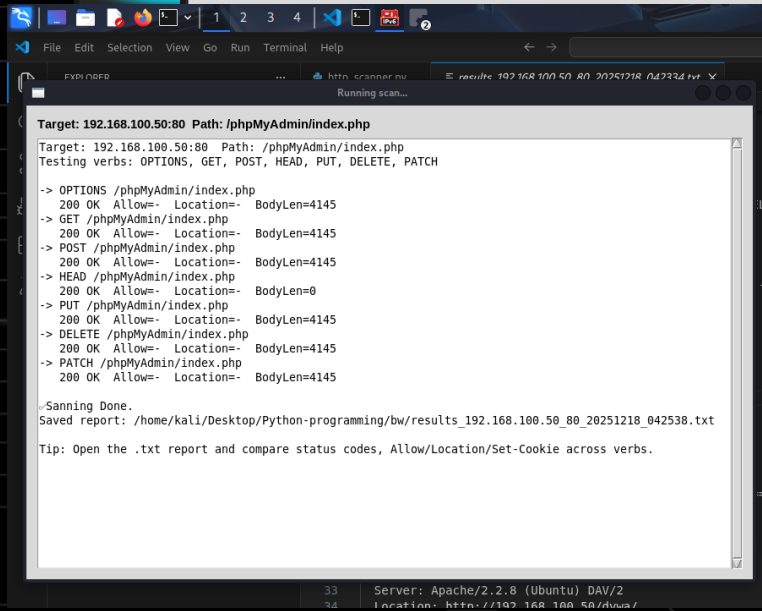 1 2 3 4
2
File Edit Selection View Go Run Terminal Help
EXPLORER ... http_scanner.py results_192.168.100.50_80_20251218_042334.txt
Running scan...
Target: 192.168.100.50:80 Path: /phpMyAdmin/index.php
Target: 192.168.100.50:80 Path: /phpMyAdmin/index.php
Testing verbs: OPTIONS, GET, POST, HEAD, PUT, DELETE, PATCH
-> OPTIONS /phpMyAdmin/index.php
200 OK Allow=- Location=- BodyLen=4145
-> GET /phpMyAdmin/index.php
200 OK Allow=- Location=- BodyLen=4145
-> POST /phpMyAdmin/index.php
200 OK Allow=- Location=- BodyLen=4145
-> HEAD /phpMyAdmin/index.php
200 OK Allow=- Location=- BodyLen=0
-> PUT /phpMyAdmin/index.php
200 OK Allow=- Location=- BodyLen=4145
-> DELETE /phpMyAdmin/index.php
200 OK Allow=- Location=- BodyLen=4145
-> PATCH /phpMyAdmin/index.php
200 OK Allow=- Location=- BodyLen=4145
✅Sanning Done.
Saved report: /home/kali/Desktop/Python-programming/bw/results_192.168.100.50_80_20251218_042538.txt
Tip: Open the .txt report and compare status codes, Allow/Location/Set-Cookie across verbs.
33 Server: Apache/2.2.8 (Ubuntu) DAV/2
34 Location: http://192.168.100.50/dvwa/